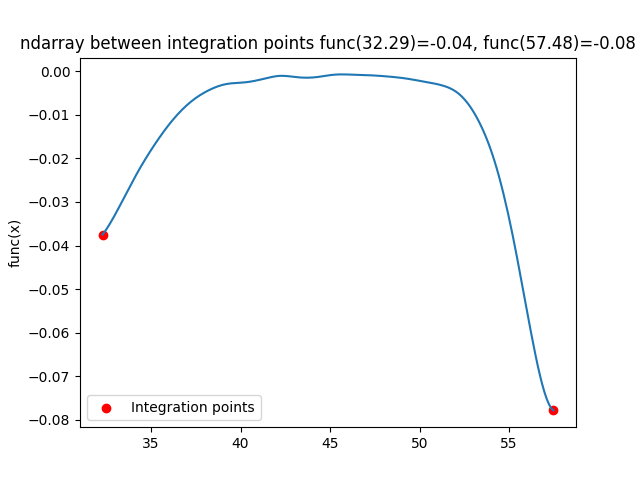 ndarray between integration points func(32.29)=-0.04, func(57.48)=-0.08
0.00
−0.01
−0.02
−0.03
−0.04
−0.05
−0.06
−0.07
−0.08
func(x)
Integration points
35 40 45 50 55